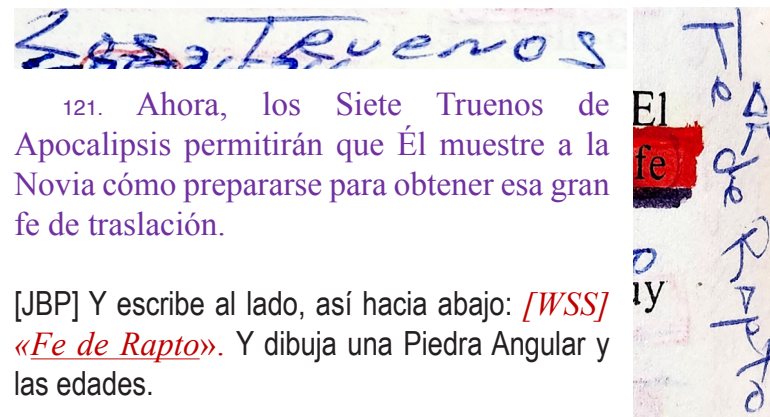 Los Truenos
121. Ahora, los Siete Truenos de
Apocalipsis permitirán que Él muestre a la
Novia cómo prepararse para obtener esa gran
fe de traslación.
[JBP] Y escribe al lado, así hacia abajo: [WSS]
«Fe de Rapto». Y dibuja una Piedra Angular y
las edades.
El
fe
uy
Fe de Rapto